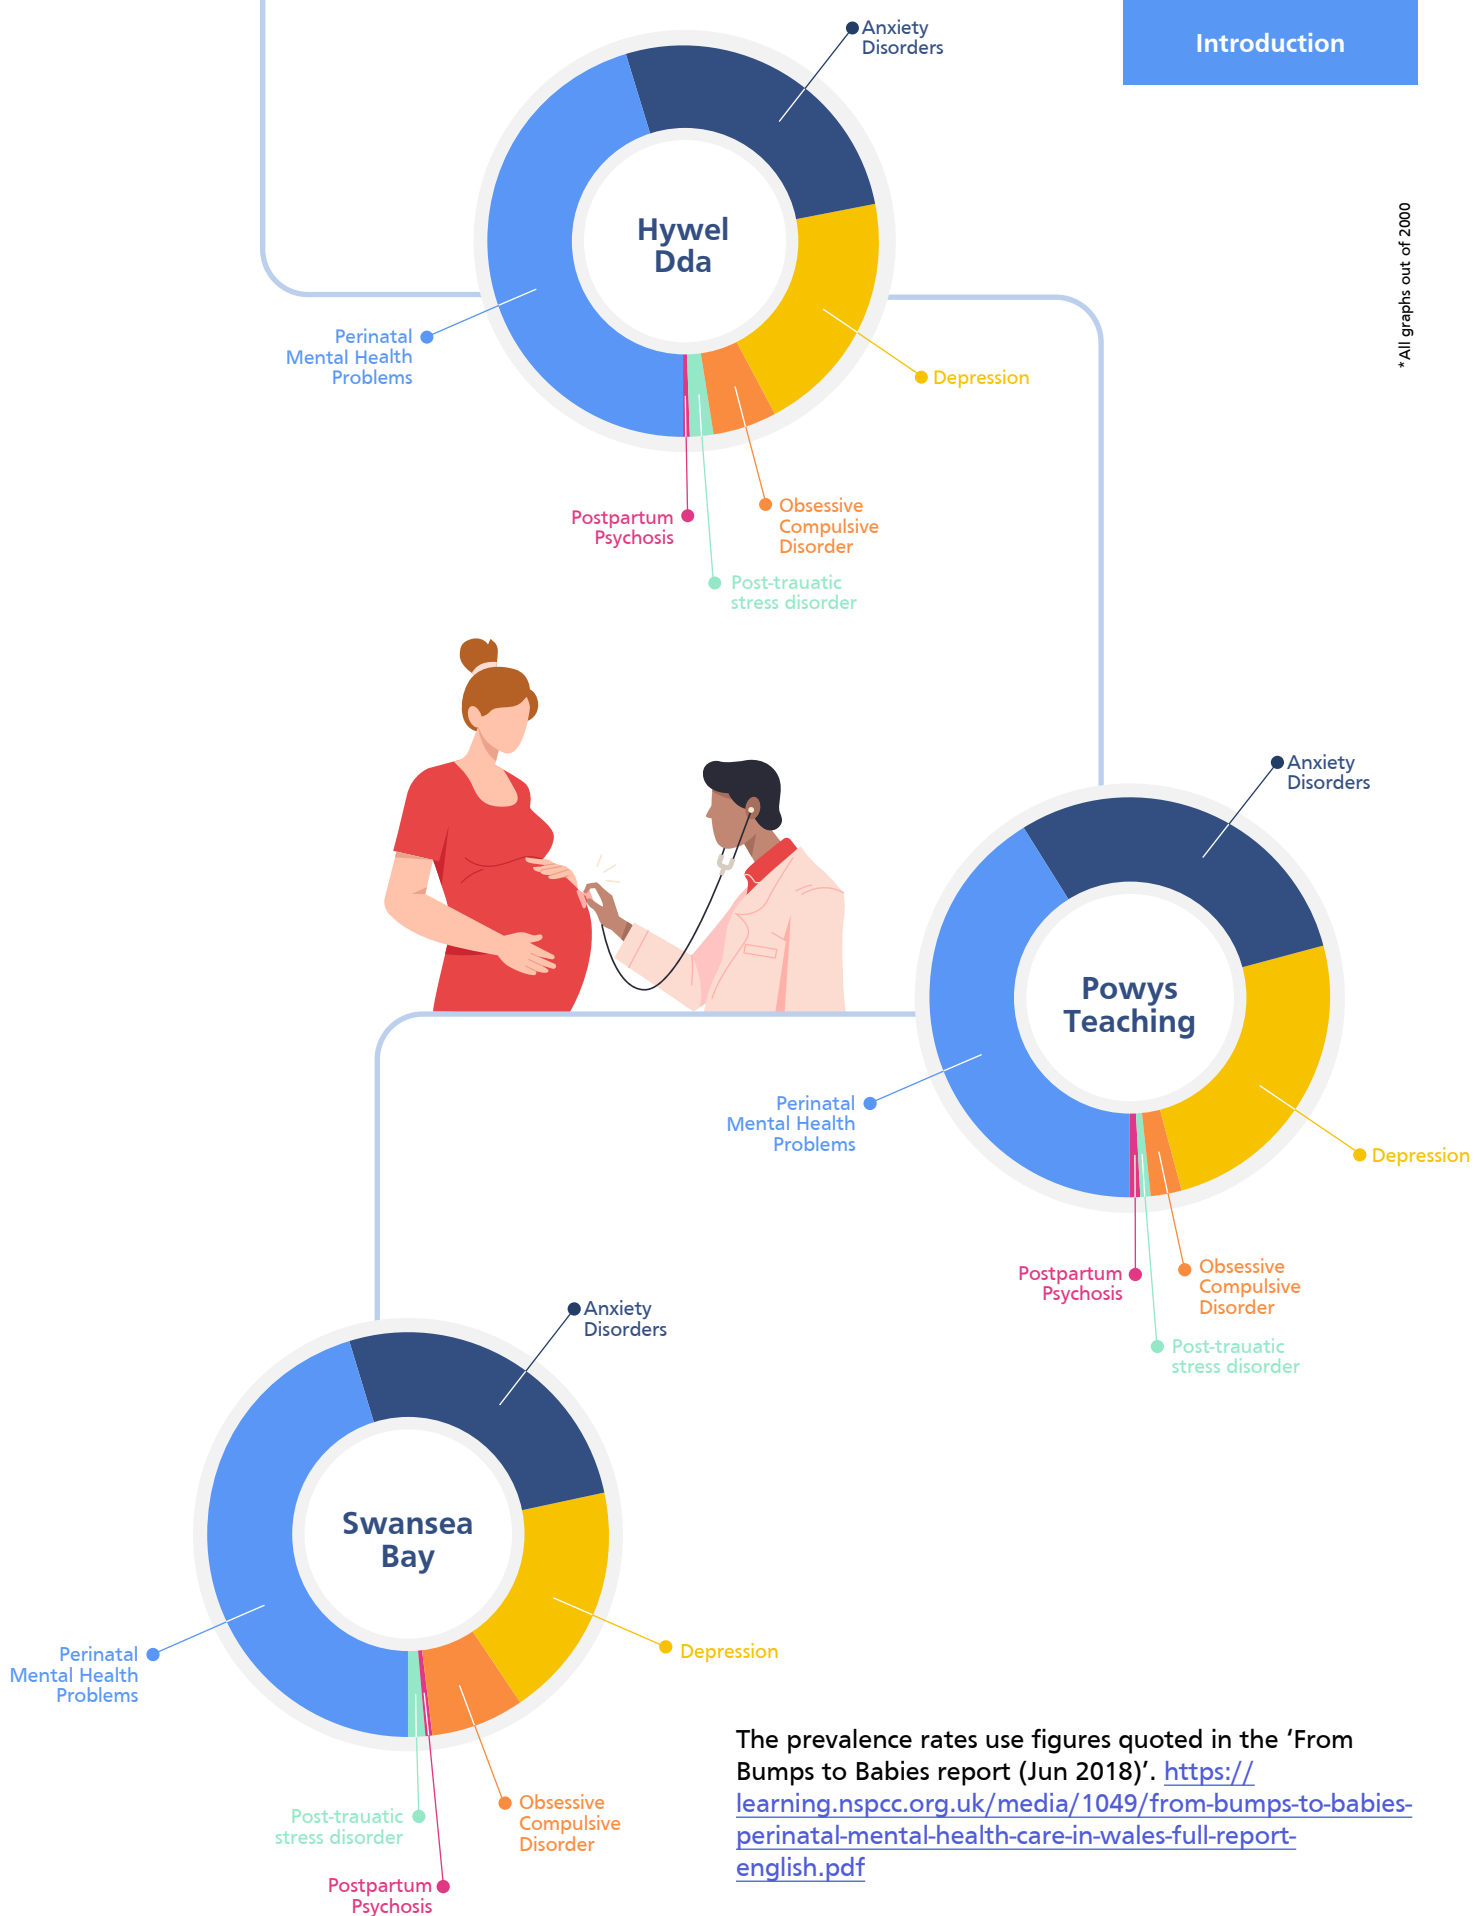 Introduction
*All graphs out of 2000
Anxiety
Disorders
Hywel
Dda
Perinatal
Mental Health
Problems
Depression
Obsessive
Compulsive
Disorder
Postpartum
Psychosis
Post-trauatic
stress disorder
Anxiety
Disorders
Powys
Teaching
Perinatal
Mental Health
Problems
Depression
Postpartum
Psychosis
Obsessive
Compulsive
Disorder
Post-trauatic
stress disorder
Anxiety
Disorders
Swansea
Bay
Perinatal
Mental Health
Problems
Depression
Post-trauatic
stress disorder
Obsessive
Compulsive
Disorder
Postpartum
Psychosis
The prevalence rates use figures quoted in the ‘From
Bumps to Babies report (Jun 2018)’. https://
learning.nspcc.org.uk/media/1049/from-bumps-to-babies-
perinatal-mental-health-care-in-wales-full-report-
english.pdf